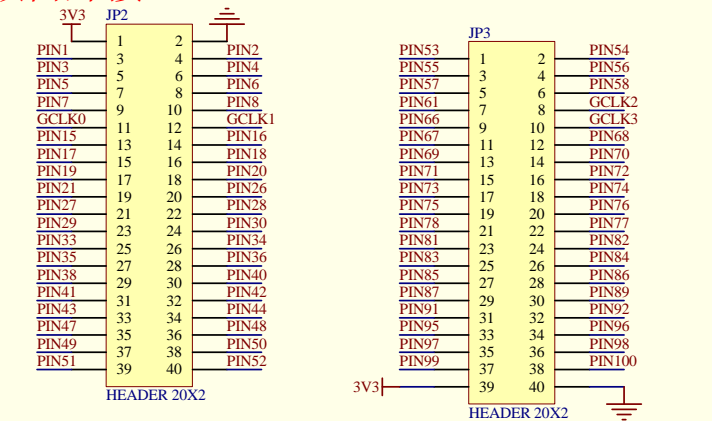 3V3 JP2
1 2
PIN1 3 4 PIN2
PIN3 5 6 PIN4
PIN5 7 8 PIN6
PIN7 9 10 PIN8
GCLK0 11 12 GCLK1
PIN15 13 14 PIN16
PIN17 15 16 PIN18
PIN19 17 18 PIN20
PIN21 19 20 PIN26
PIN27 21 22 PIN28
PIN29 23 24 PIN30
PIN33 25 26 PIN34
PIN35 27 28 PIN36
PIN38 29 30 PIN40
PIN41 31 32 PIN42
PIN43 33 34 PIN44
PIN47 35 36 PIN48
PIN49 37 38 PIN50
PIN51 39 40 PIN52
HEADER 20X2
JP3
PIN53 1 2 PIN54
PIN55 3 4 PIN56
PIN57 5 6 PIN58
PIN61 7 8 GCLK2
PIN66 9 10 GCLK3
PIN67 11 12 PIN68
PIN69 13 14 PIN70
PIN71 15 16 PIN72
PIN73 17 18 PIN74
PIN75 19 20 PIN76
PIN78 21 22 PIN77
PIN81 23 24 PIN82
PIN83 25 26 PIN84
PIN85 27 28 PIN86
PIN87 29 30 PIN89
PIN91 31 32 PIN92
PIN95 33 34 PIN96
PIN97 35 36 PIN98
PIN99 37 38 PIN100
3V3 39 40
HEADER 20X2